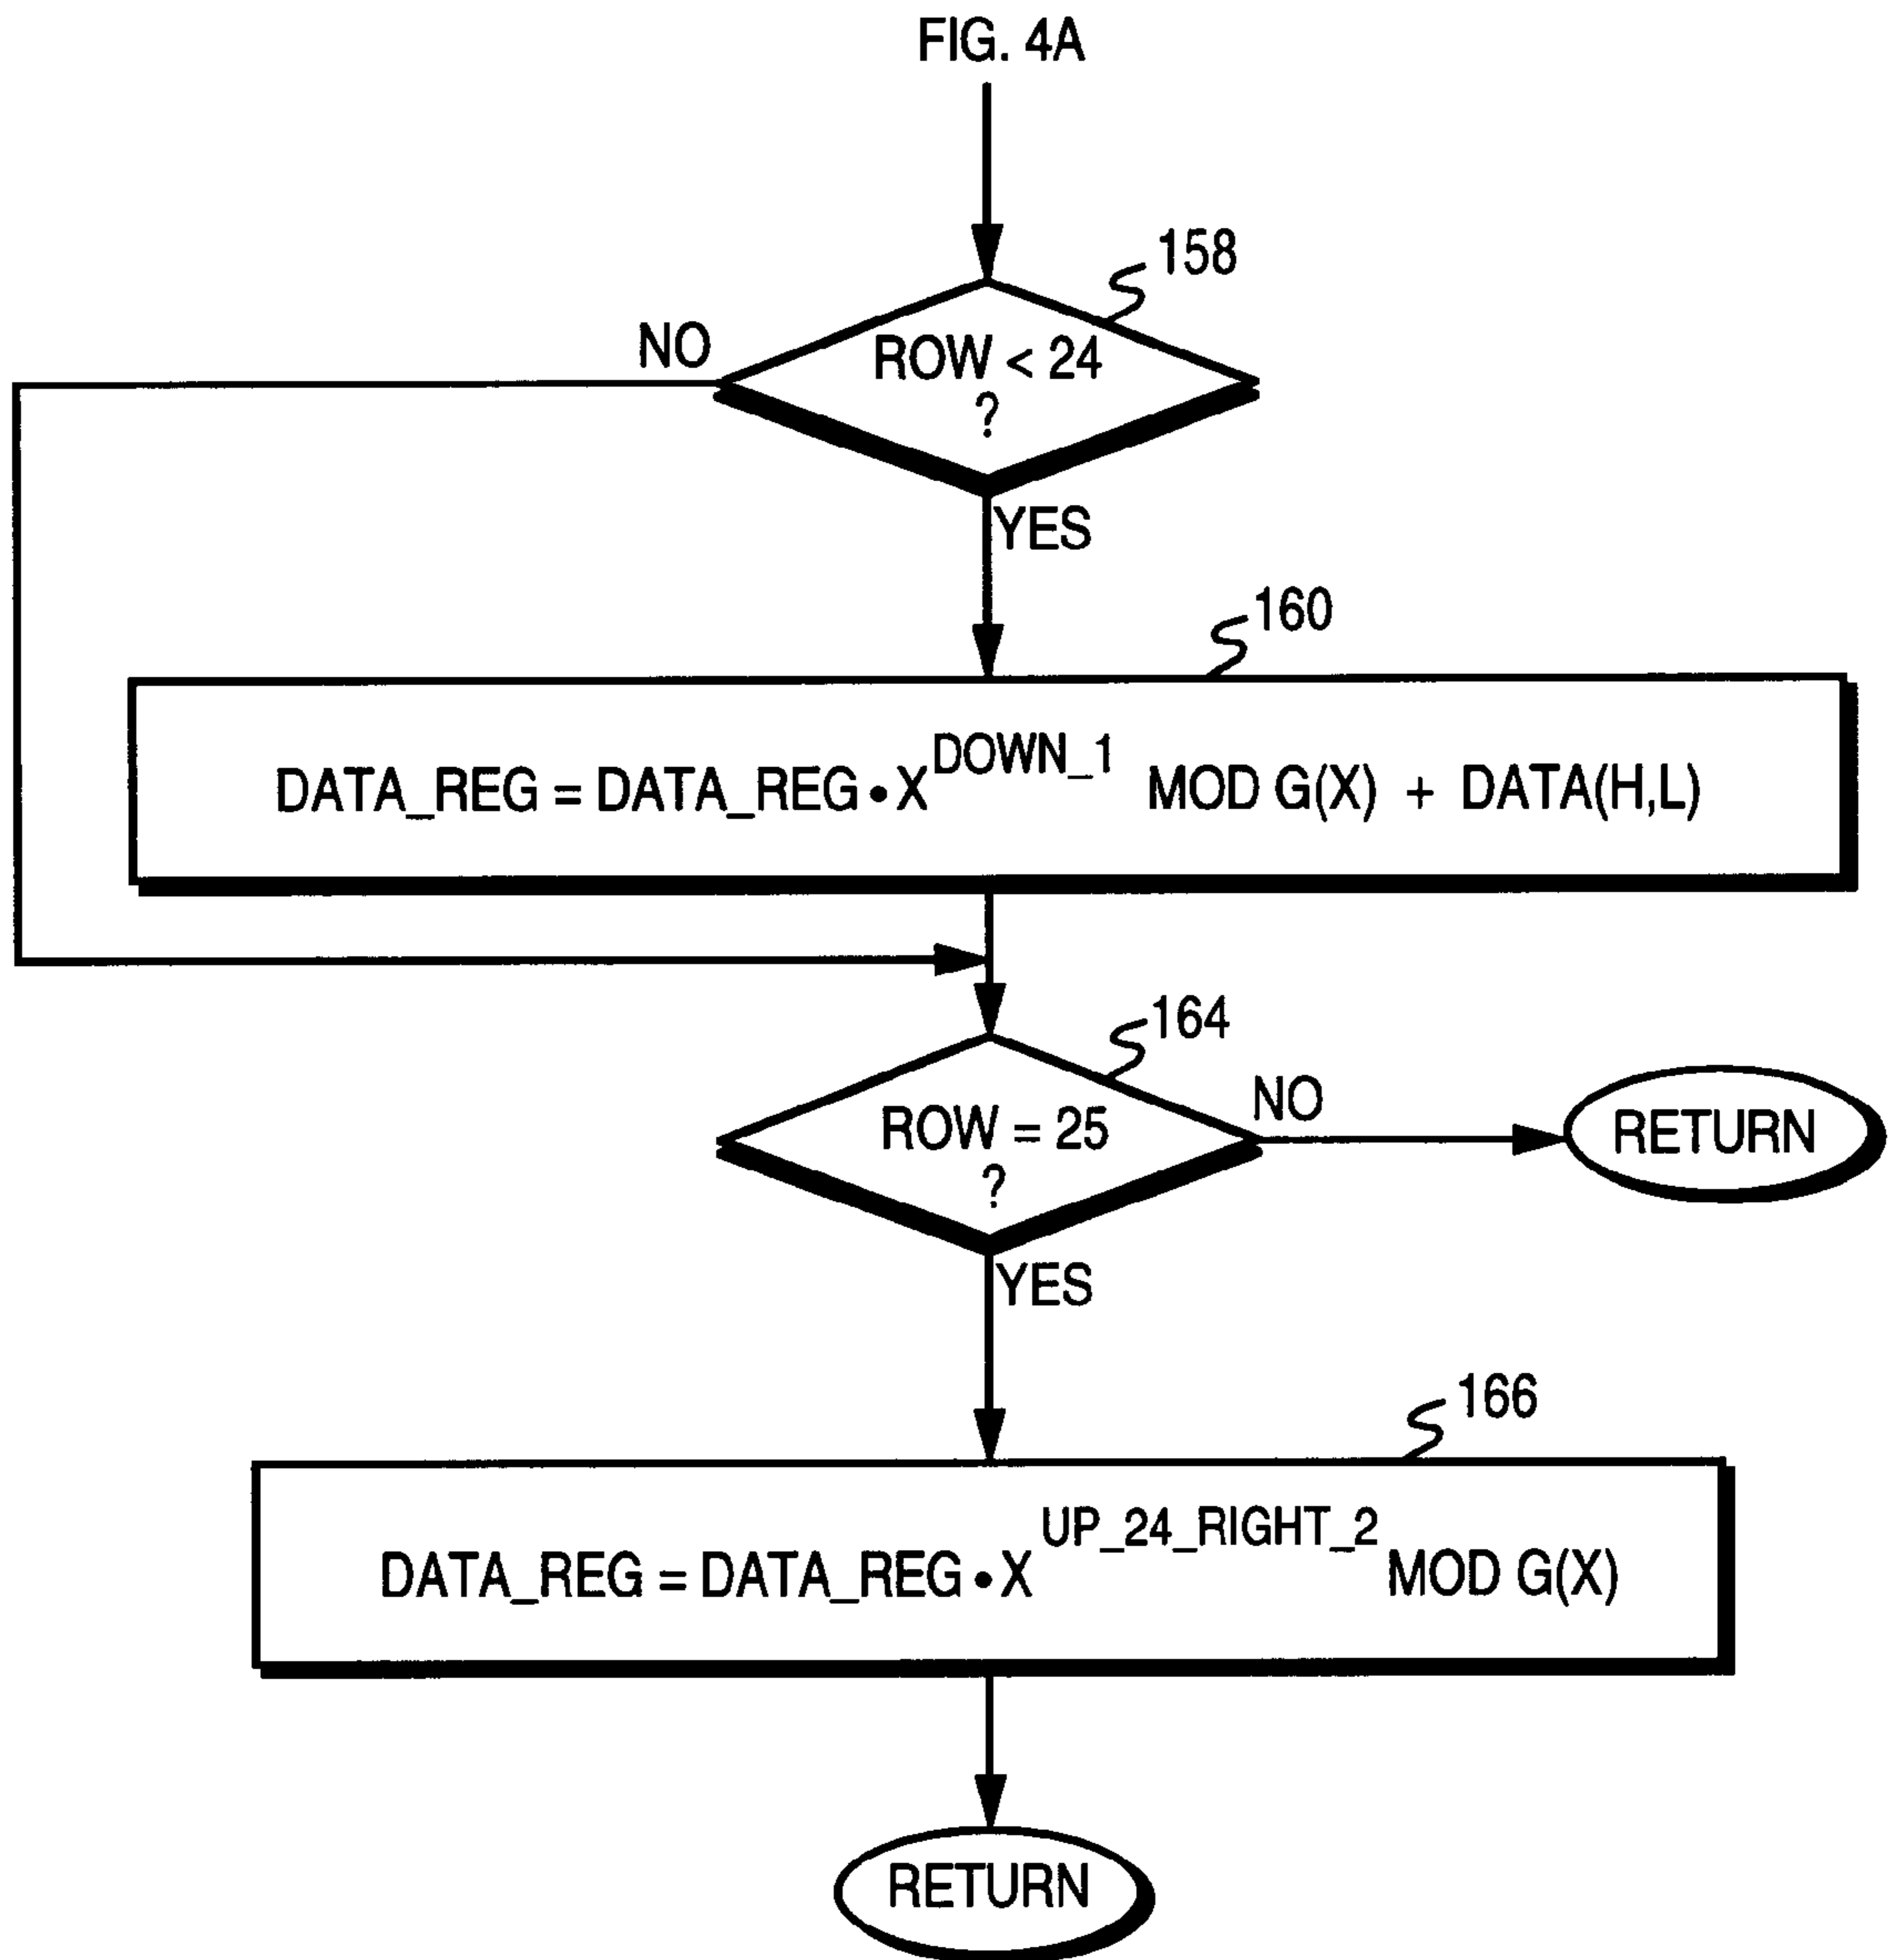 FIG. 4A
158
NO
ROW < 24
?
YES
160
DATA_REG = DATA_REG • X^DOWN_1 MOD G(X) + DATA(H,L)
164
ROW = 25
?
NO
RETURN
YES
166
DATA_REG = DATA_REG • X^UP_24_RIGHT_2 MOD G(X)
RETURN